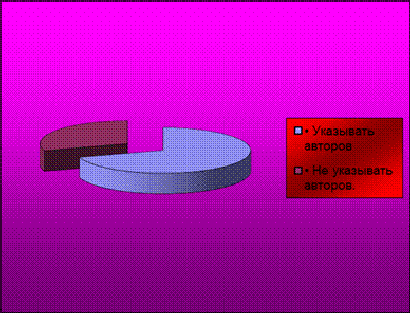 • Указывать
авторов
• Не указывать
авторов.